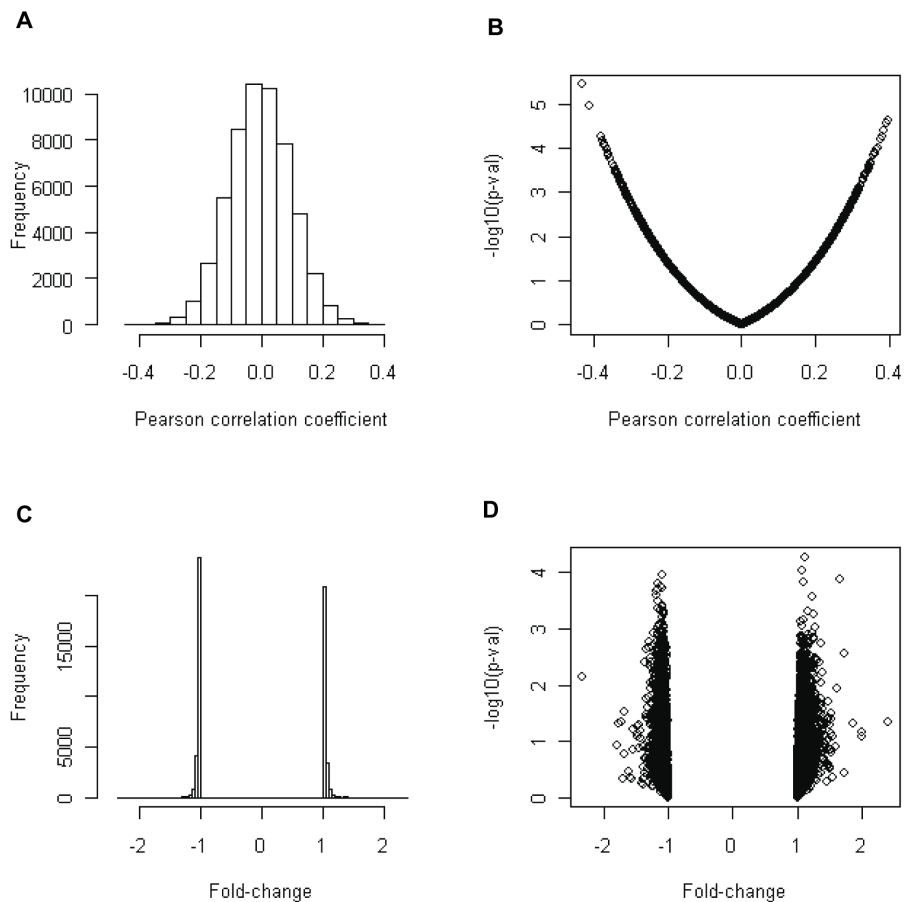 A
Frequency
10000
8000
6000
4000
2000
0
-0.4 -0.2 0.0 0.2 0.4
Pearson correlation coefficient
B
-log10(p-val)
5
4
3
2
1
0
-0.4 -0.2 0.0 0.2 0.4
Pearson correlation coefficient
C
Frequency
15000
5000
0
-2 -1 0 1 2
Fold-change
D
-log10(p-val)
4
3
2
1
0
-2 -1 0 1 2
Fold-change